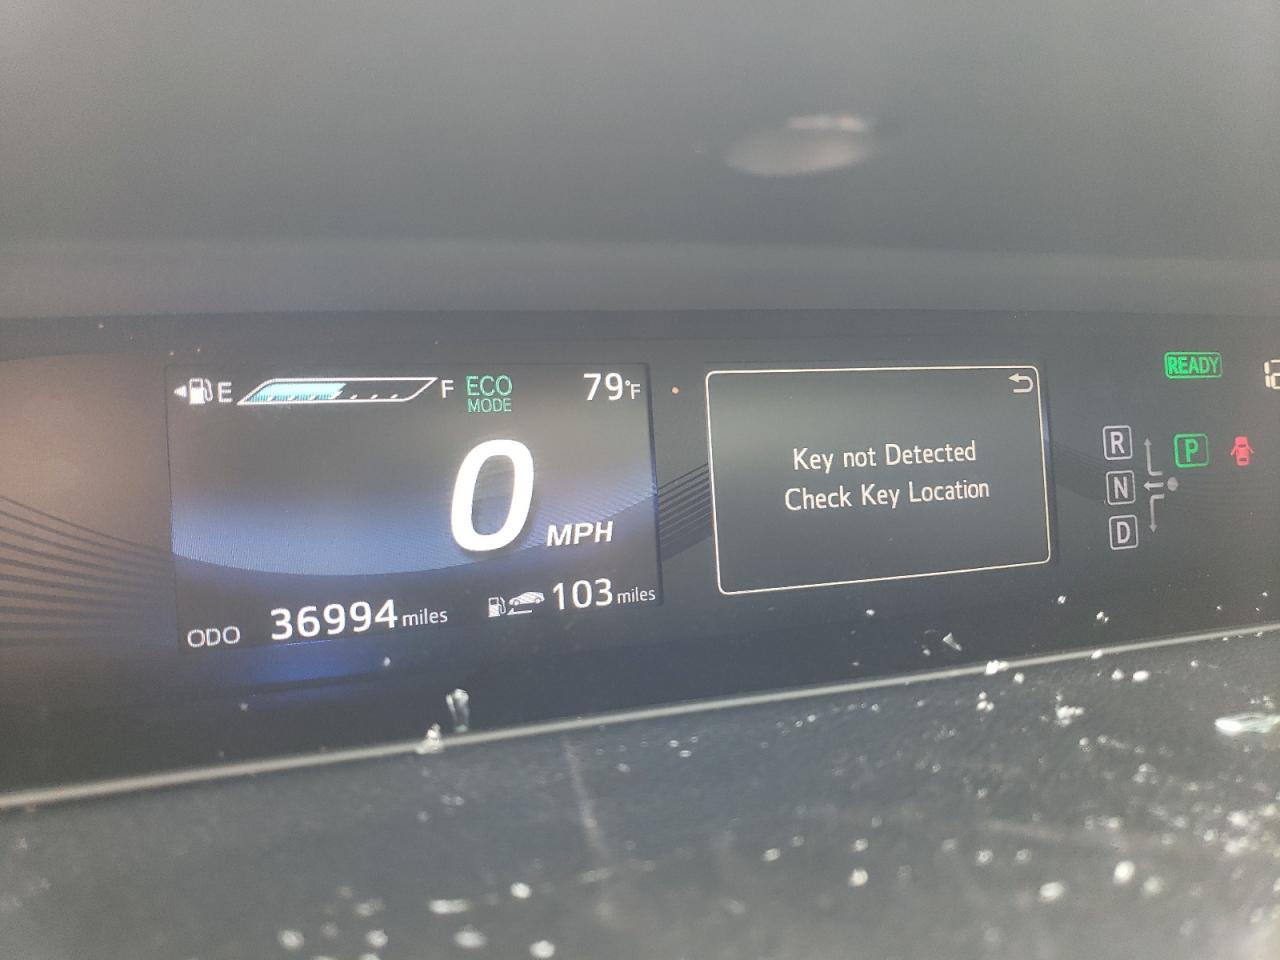 E F ECO MODE 79°F
0 MPH
ODO 36994 miles 103 miles
Key not Detected
Check Key Location
READY
R P
N
D